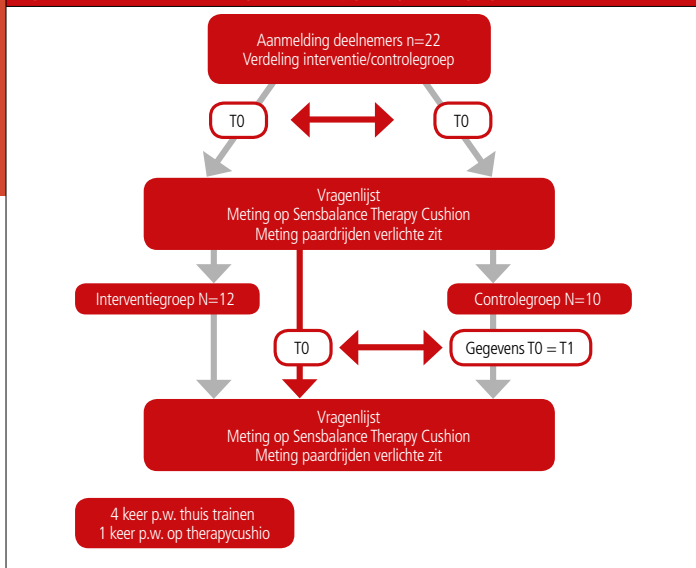 Aanmelding deelnemers n=22
Verdeling interventie/controlegroep
T0
T0
Vragenlijst
Meting op Sensbalance Therapy Cushion
Meting paardrijden verlichte zit
Interventiegroep N=12
Controlegroep N=10
T0
Gegevens T0 = T1
Vragenlijst
Meting op Sensbalance Therapy Cushion
Meting paardrijden verlichte zit
4 keer p.w. thuis trainen
1 keer p.w. op therapycushio